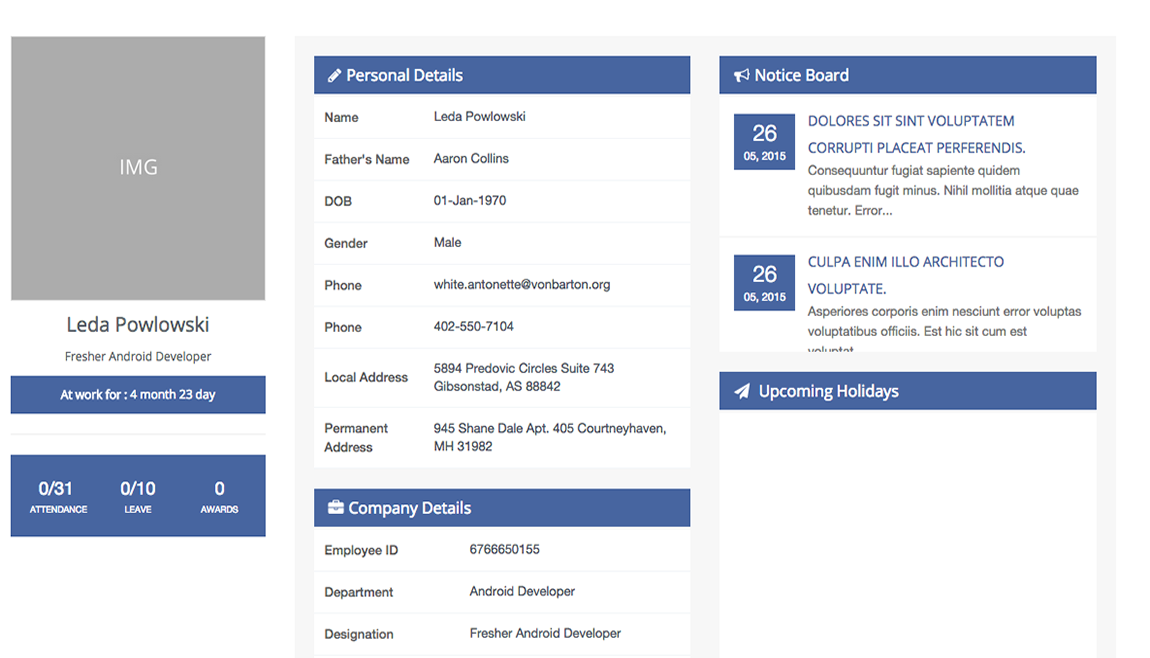 IMG
Leda Powlowski
Fresher Android Developer
At work for : 4 month 23 day
0/31 0/10 0
ATTENDANCE LEAVE AWARDS
Personal Details
Name Leda Powlowski
Father's Name Aaron Collins
DOB 01-Jan-1970
Gender Male
Phone white.antonette@vonbarton.org
Phone 402-550-7104
Local Address 5894 Predovic Circles Suite 743
Gibsonstad, AS 88842
Permanent Address 945 Shane Dale Apt. 405 Courtneyhaven,
MH 31982
Company Details
Employee ID 6766650155
Department Android Developer
Designation Fresher Android Developer
Notice Board
26
05, 2015
DOLORES SIT SINT VOLUPTATEM
CORRUPTI PLACEAT PERFERENDIS.
Consequuntur fugiat sapiente quidem
quibusdam fugit minus. Nihil mollitia atque quae
tenetur. Error...
26
05, 2015
CULPA ENIM ILLO ARCHITECTO
VOLUPTATE.
Asperiores corporis enim nesciunt error voluptas
voluptatibus officiis. Est hic sit cum est
voluptat
Upcoming Holidays